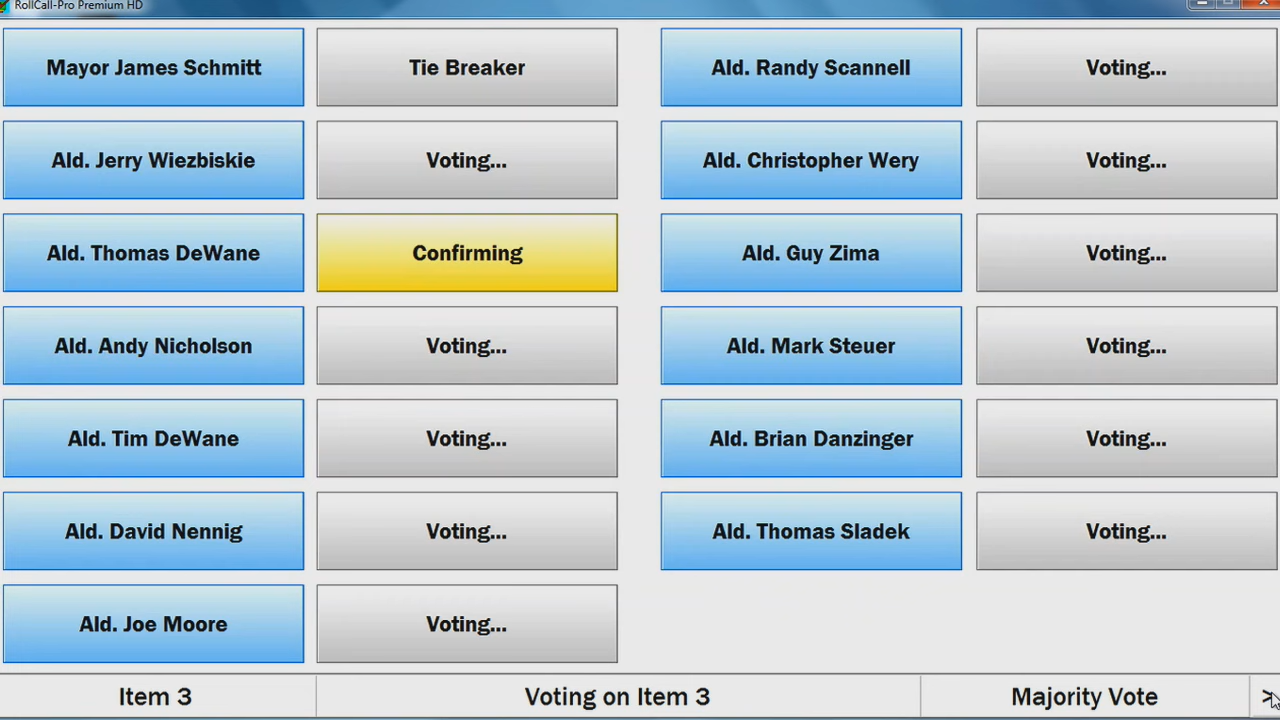 RollCall-Pro Premium HD
Mayor James Schmitt
Tie Breaker
Ald. Randy Scannell
Voting...
Ald. Jerry Wiezbiskie
Voting...
Ald. Christopher Wery
Voting...
Ald. Thomas DeWane
Confirming
Ald. Guy Zima
Voting...
Ald. Andy Nicholson
Voting...
Ald. Mark Steuer
Voting...
Ald. Tim DeWane
Voting...
Ald. Brian Danzinger
Voting...
Ald. David Nennig
Voting...
Ald. Thomas Sladek
Voting...
Ald. Joe Moore
Voting...
Item 3
Voting on Item 3
Majority Vote
>